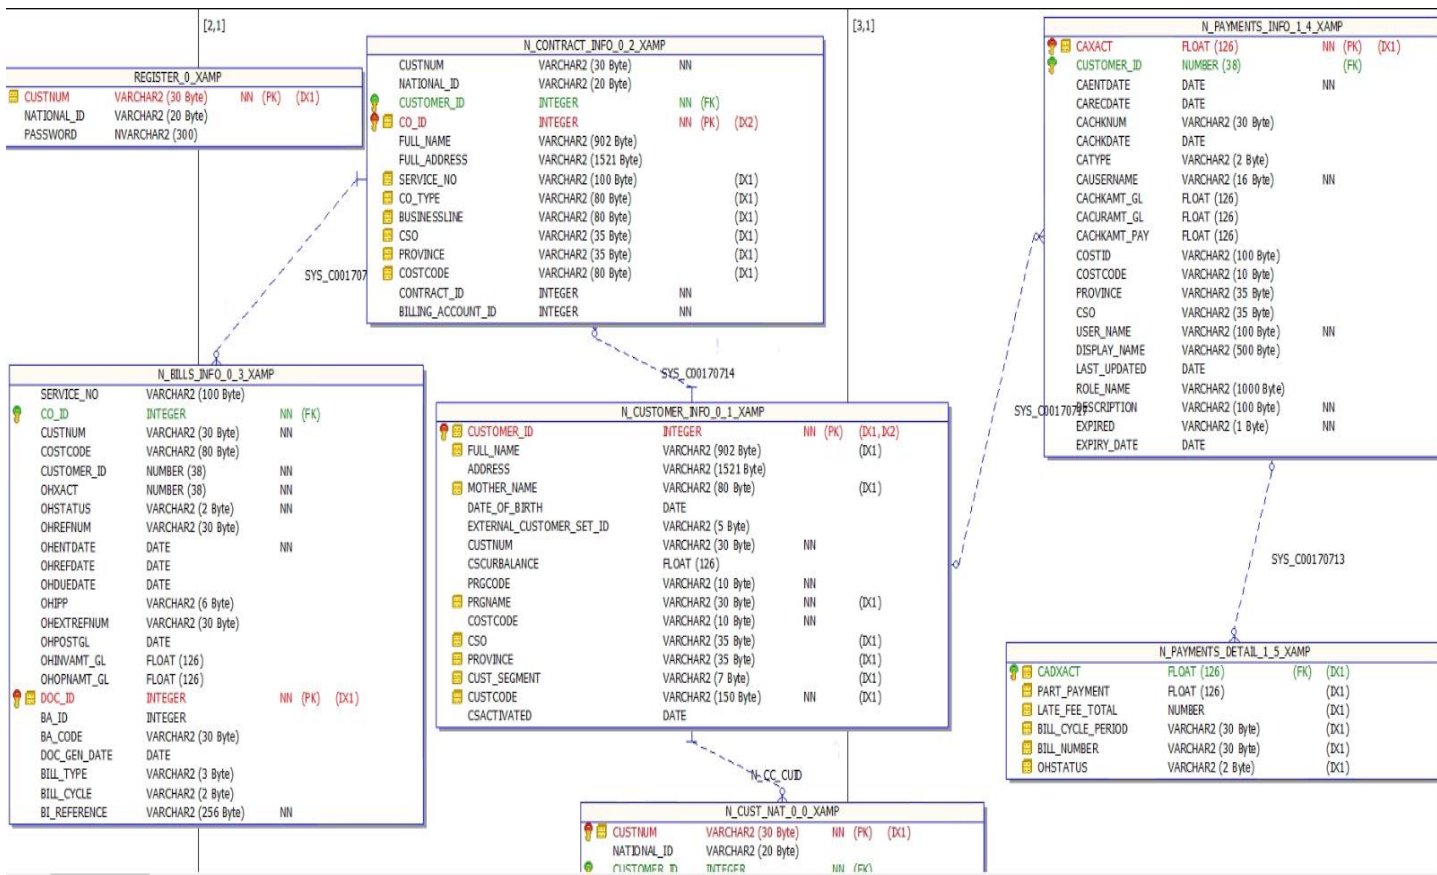 [2,1]
[3,1]
REGISTER_0_XAMP
CUSTNUM VARCHAR2 (30 Byte) NN (PK) (IX1)
NATIONAL_ID VARCHAR2 (20 Byte)
PASSWORD NVARCHAR2 (300)
N_CONTRACT_INFO_0_2_XAMP
CUSTNUM VARCHAR2 (30 Byte) NN
NATIONAL_ID VARCHAR2 (20 Byte)
CUSTOMER_ID INTEGER NN (FK)
CO_ID INTEGER NN (PK) (IX2)
FULL_NAME VARCHAR2 (902 Byte)
FULL_ADDRESS VARCHAR2 (1521 Byte)
SERVICE_NO VARCHAR2 (100 Byte) (IX1)
CO_TYPE VARCHAR2 (80 Byte) (IX1)
BUSINESSLINE VARCHAR2 (80 Byte) (IX1)
CSO VARCHAR2 (35 Byte) (IX1)
PROVINCE VARCHAR2 (35 Byte) (IX1)
COSTCODE VARCHAR2 (80 Byte) (IX1)
CONTRACT_ID INTEGER NN
BILLING_ACCOUNT_ID INTEGER NN
N_PAYMENTS_INFO_1_4_XAMP
CAXACT FLOAT (126) NN (PK) (IX1)
CUSTOMER_ID NUMBER (38) (FK)
CAENTDATE DATE NN
CARECDATE DATE
CACHKNUM VARCHAR2 (30 Byte)
CACHKDATE DATE
CATYPE VARCHAR2 (2 Byte)
CAUSERNAME VARCHAR2 (16 Byte) NN
CACHKAMT_GL FLOAT (126)
CACURAMT_GL FLOAT (126)
CACHKAMT_PAY FLOAT (126)
COSTID VARCHAR2 (100 Byte)
COSTCODE VARCHAR2 (10 Byte)
PROVINCE VARCHAR2 (35 Byte)
CSO VARCHAR2 (35 Byte)
USER_NAME VARCHAR2 (100 Byte) NN
DISPLAY_NAME VARCHAR2 (500 Byte)
LAST_UPDATED DATE
ROLE_NAME VARCHAR2 (1000 Byte)
SCRIPTION VARCHAR2 (100 Byte) NN
EXPIRED VARCHAR2 (1 Byte) NN
EXPIRY_DATE DATE
SYS_C001707
SYS_C00170714
N_BILLS_INFO_0_3_XAMP
SERVICE_NO VARCHAR2 (100 Byte)
CO_ID INTEGER NN (FK)
CUSTNUM VARCHAR2 (30 Byte) NN
COSTCODE VARCHAR2 (80 Byte)
CUSTOMER_ID NUMBER (38) NN
OHXACT NUMBER (38) NN
OHSTATUS VARCHAR2 (2 Byte) NN
OHREFNUM VARCHAR2 (30 Byte)
OHENTDATE DATE NN
OHREFDATE DATE
OHDUEDATE DATE
OHIPP VARCHAR2 (6 Byte)
OHEXTREFNUM VARCHAR2 (30 Byte)
OHPOSTGL DATE
OHINVAMT_GL FLOAT (126)
OHOPNAMT_GL FLOAT (126)
DOC_ID INTEGER NN (PK) (IX1)
BA_ID INTEGER
BA_CODE VARCHAR2 (30 Byte)
DOC_GEN_DATE DATE
BILL_TYPE VARCHAR2 (3 Byte)
BILL_CYCLE VARCHAR2 (2 Byte)
BI_REFERENCE VARCHAR2 (256 Byte) NN
N_CUSTOMER_INFO_0_1_XAMP
CUSTOMER_ID INTEGER NN (PK) (IX1,IX2)
FULL_NAME VARCHAR2 (902 Byte) (IX1)
ADDRESS VARCHAR2 (1521 Byte)
MOTHER_NAME VARCHAR2 (80 Byte) (IX1)
DATE_OF_BIRTH DATE
EXTERNAL_CUSTOMER_SET_ID VARCHAR2 (5 Byte)
CUSTNUM VARCHAR2 (30 Byte) NN
CSCURBALANCE FLOAT (126)
PRGCODE VARCHAR2 (10 Byte) NN
PRGNAME VARCHAR2 (30 Byte) NN (IX1)
COSTCODE VARCHAR2 (10 Byte) NN
CSO VARCHAR2 (35 Byte) (IX1)
PROVINCE VARCHAR2 (35 Byte) (IX1)
CUST_SEGMENT VARCHAR2 (7 Byte) (IX1)
CUSTCODE VARCHAR2 (150 Byte) NN (IX1)
CSACTIVATED DATE
SYS_C00170713
N_PAYMENTS_DETAIL_1_5_XAMP
CADXACT FLOAT (126) (FK) (IX1)
PART_PAYMENT FLOAT (126) (IX1)
LATE_FEE_TOTAL NUMBER (IX1)
BILL_CYCLE_PERIOD VARCHAR2 (30 Byte) (IX1)
BILL_NUMBER VARCHAR2 (30 Byte) (IX1)
OHSTATUS VARCHAR2 (2 Byte) (IX1)
N_CC_CUID
N_CUST_NAT_0_0_XAMP
CUSTNUM VARCHAR2 (30 Byte) NN (PK) (IX1)
NATIONAL_ID VARCHAR2 (20 Byte)
CUSTOMER_ID INTEGER NN (FK)